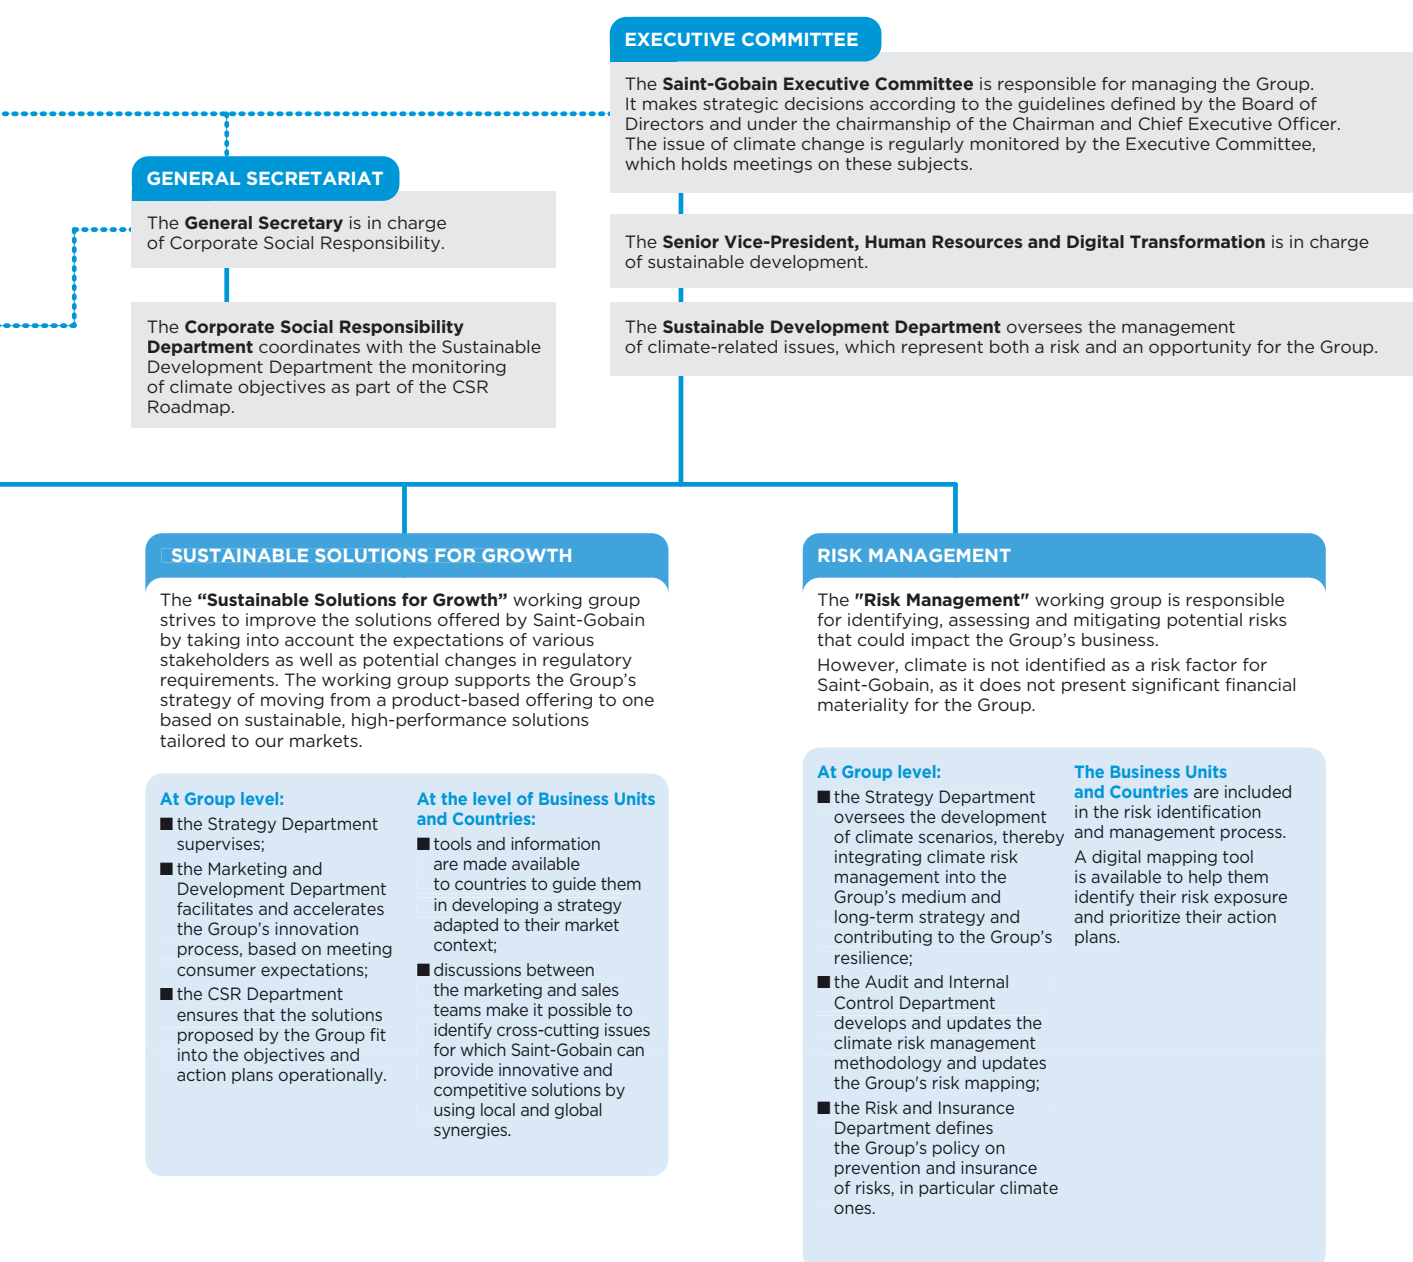 EXECUTIVE COMMITTEE
The Saint-Gobain Executive Committee is responsible for managing the Group.
It makes strategic decisions according to the guidelines defined by the Board of
Directors and under the chairmanship of the Chairman and Chief Executive Officer.
The issue of climate change is regularly monitored by the Executive Committee,
which holds meetings on these subjects.
GENERAL SECRETARIAT
The General Secretary is in charge
of Corporate Social Responsibility.
The Senior Vice-President, Human Resources and Digital Transformation is in charge
of sustainable development.
The Corporate Social Responsibility
Department coordinates with the Sustainable
Development Department the monitoring
of climate objectives as part of the CSR
Roadmap.
The Sustainable Development Department oversees the management
of climate-related issues, which represent both a risk and an opportunity for the Group.
SUSTAINABLE SOLUTIONS FOR GROWTH
The “Sustainable Solutions for Growth” working group
strives to improve the solutions offered by Saint-Gobain
by taking into account the expectations of various
stakeholders as well as potential changes in regulatory
requirements. The working group supports the Group’s
strategy of moving from a product-based offering to one
based on sustainable, high-performance solutions
tailored to our markets.
At Group level:
■ the Strategy Department
supervises;
■ the Marketing and
Development Department
facilitates and accelerates
the Group’s innovation
process, based on meeting
consumer expectations;
■ the CSR Department
ensures that the solutions
proposed by the Group fit
into the objectives and
action plans operationally.
At the level of Business Units
and Countries:
■ tools and information
are made available
to countries to guide them
in developing a strategy
adapted to their market
context;
■ discussions between
the marketing and sales
teams make it possible to
identify cross-cutting issues
for which Saint-Gobain can
provide innovative and
competitive solutions by
using local and global
synergies.
RISK MANAGEMENT
The "Risk Management" working group is responsible
for identifying, assessing and mitigating potential risks
that could impact the Group’s business.
However, climate is not identified as a risk factor for
Saint-Gobain, as it does not present significant financial
materiality for the Group.
At Group level:
■ the Strategy Department
oversees the development
of climate scenarios, thereby
integrating climate risk
management into the
Group’s medium and
long-term strategy and
contributing to the Group’s
resilience;
■ the Audit and Internal
Control Department
develops and updates the
climate risk management
methodology and updates
the Group's risk mapping;
■ the Risk and Insurance
Department defines
the Group’s policy on
prevention and insurance
of risks, in particular climate
ones.
The Business Units
and Countries are included
in the risk identification
and management process.
A digital mapping tool
is available to help them
identify their risk exposure
and prioritize their action
plans.